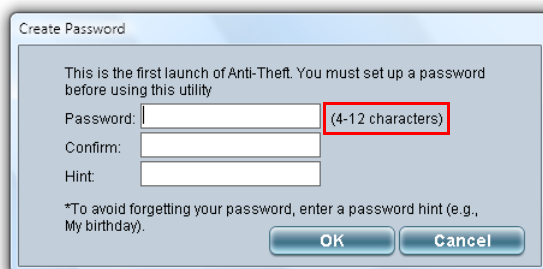 Create Password
This is the first launch of Anti-Theft. You must set up a password
before using this utility
Password: (4-12 characters)
Confirm:
Hint:
*To avoid forgetting your password, enter a password hint (e.g.,
My birthday).
OK Cancel